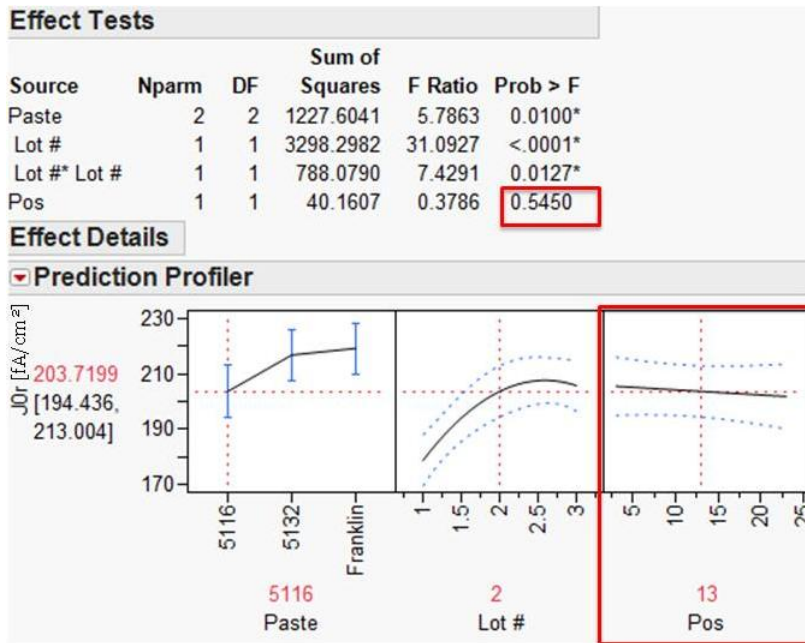 Effect Tests
Sum of
Source Nparm DF Squares F Ratio Prob > F
Paste 2 2 1227.6041 5.7863 0.0100*
Lot # 1 1 3298.2982 31.0927 <.0001*
Lot #* Lot # 1 1 788.0790 7.4291 0.0127*
Pos 1 1 40.1607 0.3786 0.5450
Effect Details
Prediction Profiler
J0r [fA/cm²]
203.7199
[194.436,
213.004]
230
210
190
170
5116 5132 Franklin
1 1.5 2 2.5 3
5 10 15 20 25
5116 2 13
Paste Lot # Pos